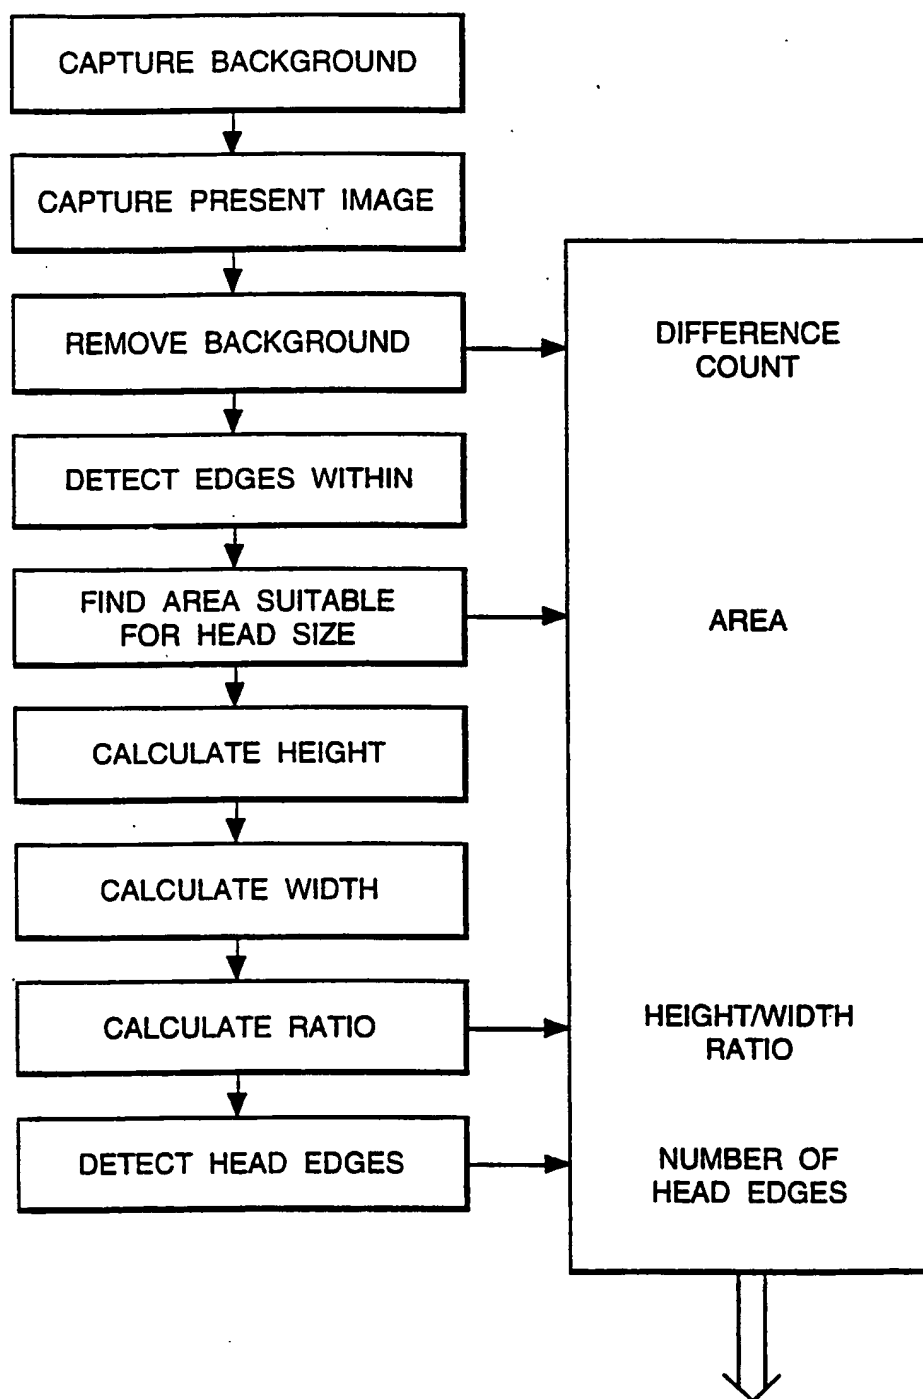 CAPTURE BACKGROUND
CAPTURE PRESENT IMAGE
REMOVE BACKGROUND
DETECT EDGES WITHIN
FIND AREA SUITABLE
FOR HEAD SIZE
CALCULATE HEIGHT
CALCULATE WIDTH
CALCULATE RATIO
DETECT HEAD EDGES
DIFFERENCE
COUNT
AREA
HEIGHT/WIDTH
RATIO
NUMBER OF
HEAD EDGES